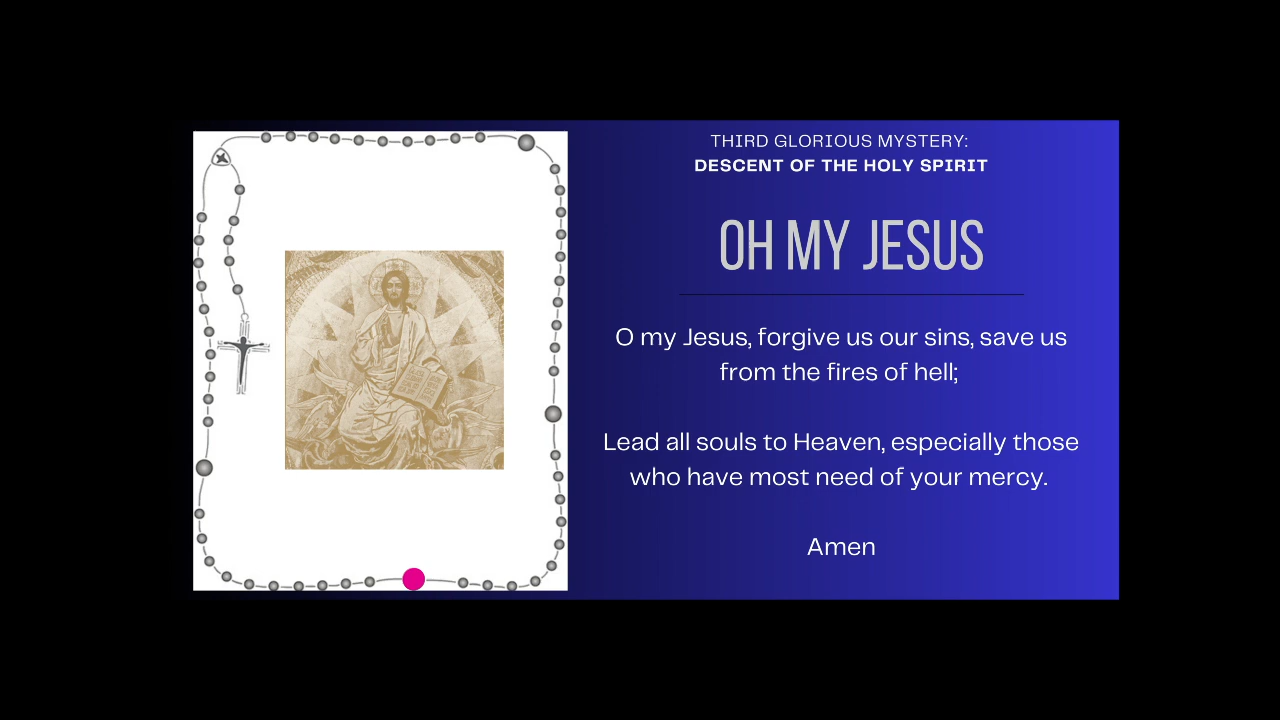 THIRD GLORIOUS MYSTERY:
DESCENT OF THE HOLY SPIRIT
OH MY JESUS
O my Jesus, forgive us our sins, save us
from the fires of hell;
Lead all souls to Heaven, especially those
who have most need of your mercy.
Amen